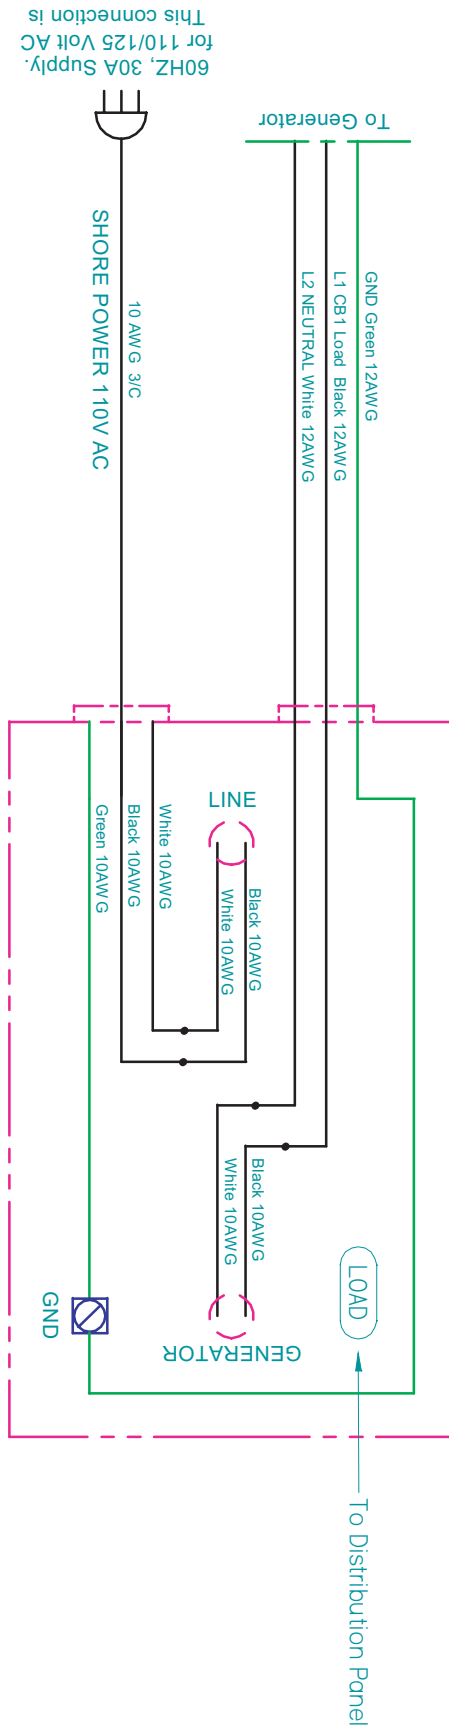 This connection is
for 110/125 Volt AC
60HZ, 30A Supply.
To Generator
SHORE POWER 110V AC
10 AWG 3/C
L2 NEUTRAL White 12AWG
L1 CB1 Load Black 12AWG
GND Green 12AWG
Green 10AWG
Black 10AWG
White 10AWG
LINE
White 10AWG
Black 10AWG
White 10AWG
Black 10AWG
GND
GENERATOR
LOAD
To Distribution Panel